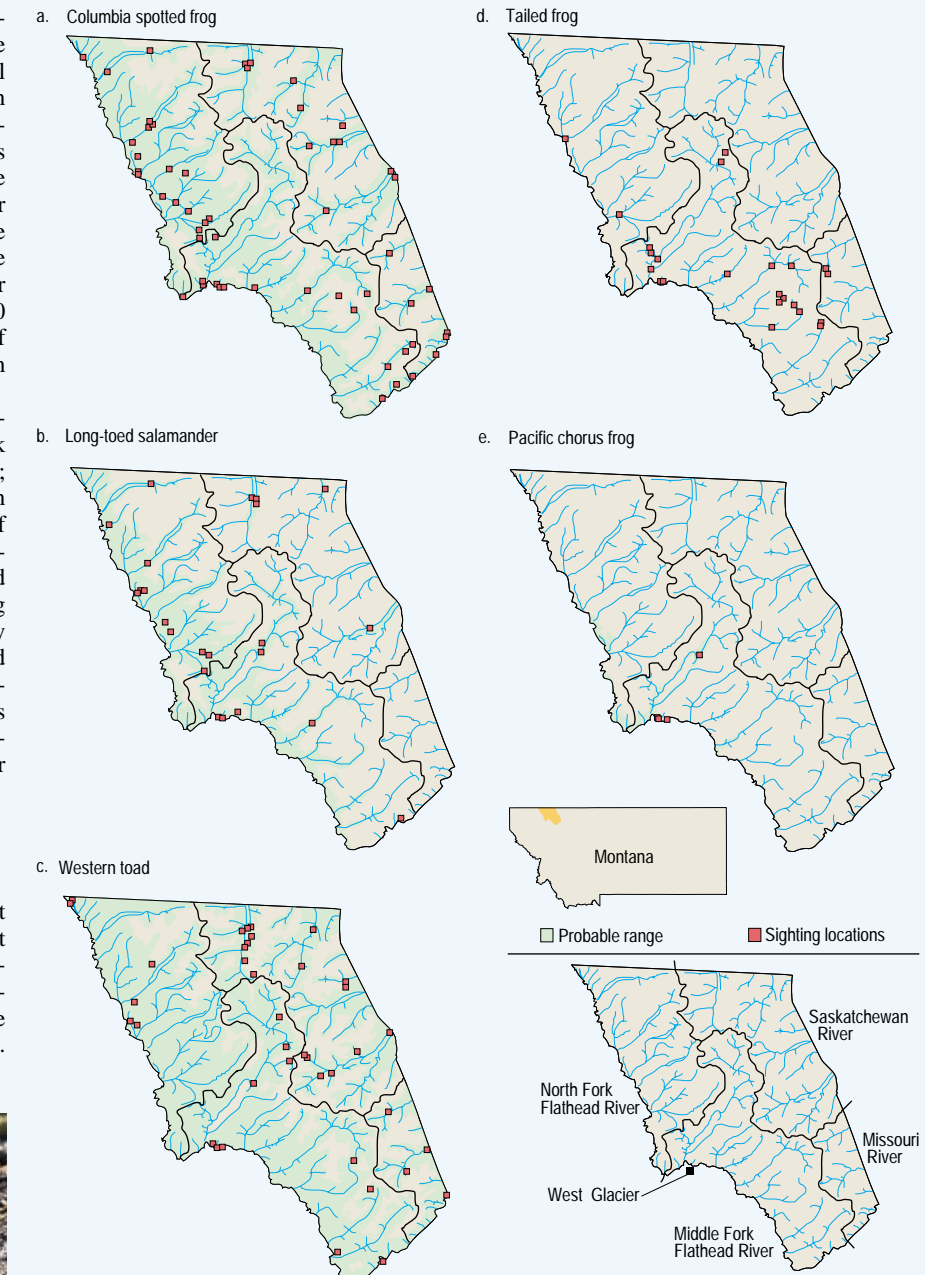 a. Columbia spotted frog
d. Tailed frog
b. Long-toed salamander
e. Pacific chorus frog
c. Western toad
Montana
Probable range
Sighting locations
Saskatchewan
River
North Fork
Flathead River
Missouri
River
West Glacier
Middle Fork
Flathead River